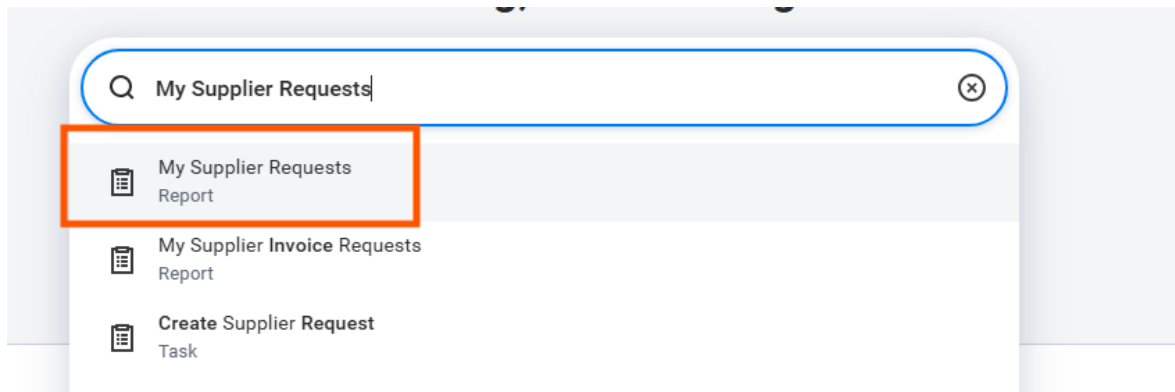 My Supplier Requests
My Supplier Requests
Report
My Supplier Invoice Requests
Report
Create Supplier Request
Task